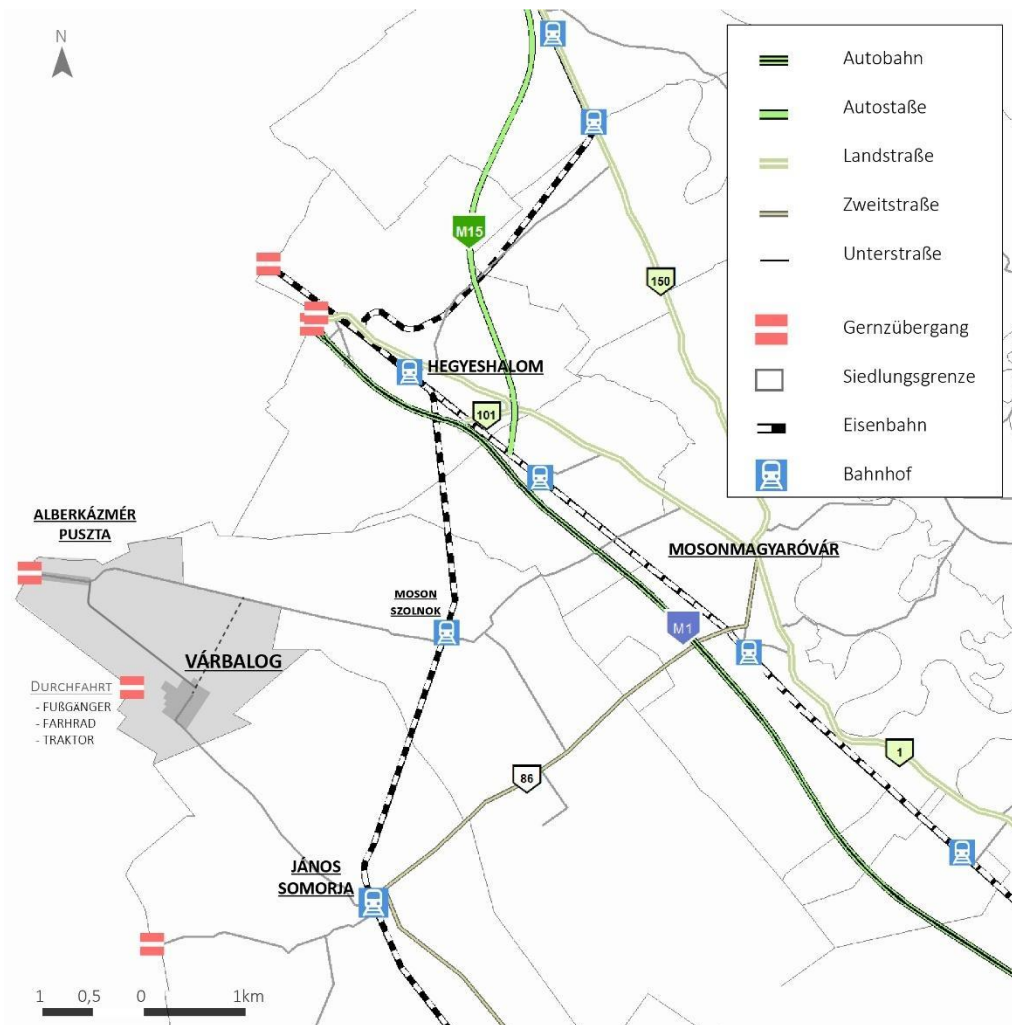 N
Autobahn
Autostaße
Landstraße
Zweitstraße
Unterstraße
Gernzübergang
Siedlungsgrenze
Eisenbahn
Bahnhof
M15
150
HEGYESHALOM
101
ALBERKÁZMÉR
PUSZTA
MOSONMAGYARÓVÁR
MOSON
SZOLNOK
M1
VÁRBALOG
DURCHFAHRT
- FUßGÄNGER
- FARHRAD
- TRAKTOR
1
86
JÁNOS
SOMORJA
1 0,5 0 1km